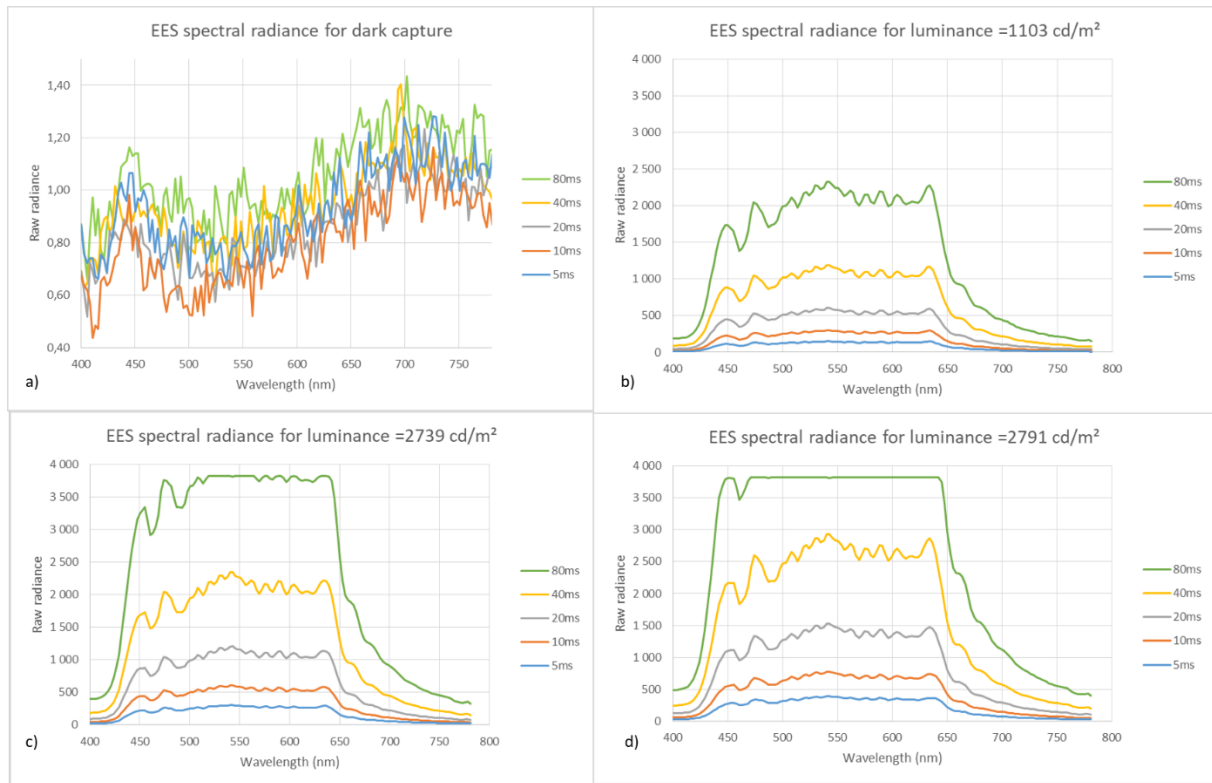 EES spectral radiance for dark capture
Raw radiance
1,40
1,20
1,00
0,80
0,60
0,40
400 450 500 550 600 650 700 750
Wavelength (nm)
80ms
40ms
20ms
10ms
5ms
a)
EES spectral radiance for luminance =1103 cd/m²
Raw radiance
4 000
3 500
3 000
2 500
2 000
1 500
1 000
500
0
400 450 500 550 600 650 700 750 800
Wavelength (nm)
80ms
40ms
20ms
10ms
5ms
b)
EES spectral radiance for luminance =2739 cd/m²
Raw radiance
4 000
3 500
3 000
2 500
2 000
1 500
1 000
500
0
400 450 500 550 600 650 700 750 800
Wavelength (nm)
80ms
40ms
20ms
10ms
5ms
c)
EES spectral radiance for luminance =2791 cd/m²
Raw radiance
4 000
3 500
3 000
2 500
2 000
1 500
1 000
500
0
400 450 500 550 600 650 700 750 800
Wavelength (nm)
80ms
40ms
20ms
10ms
5ms
d)